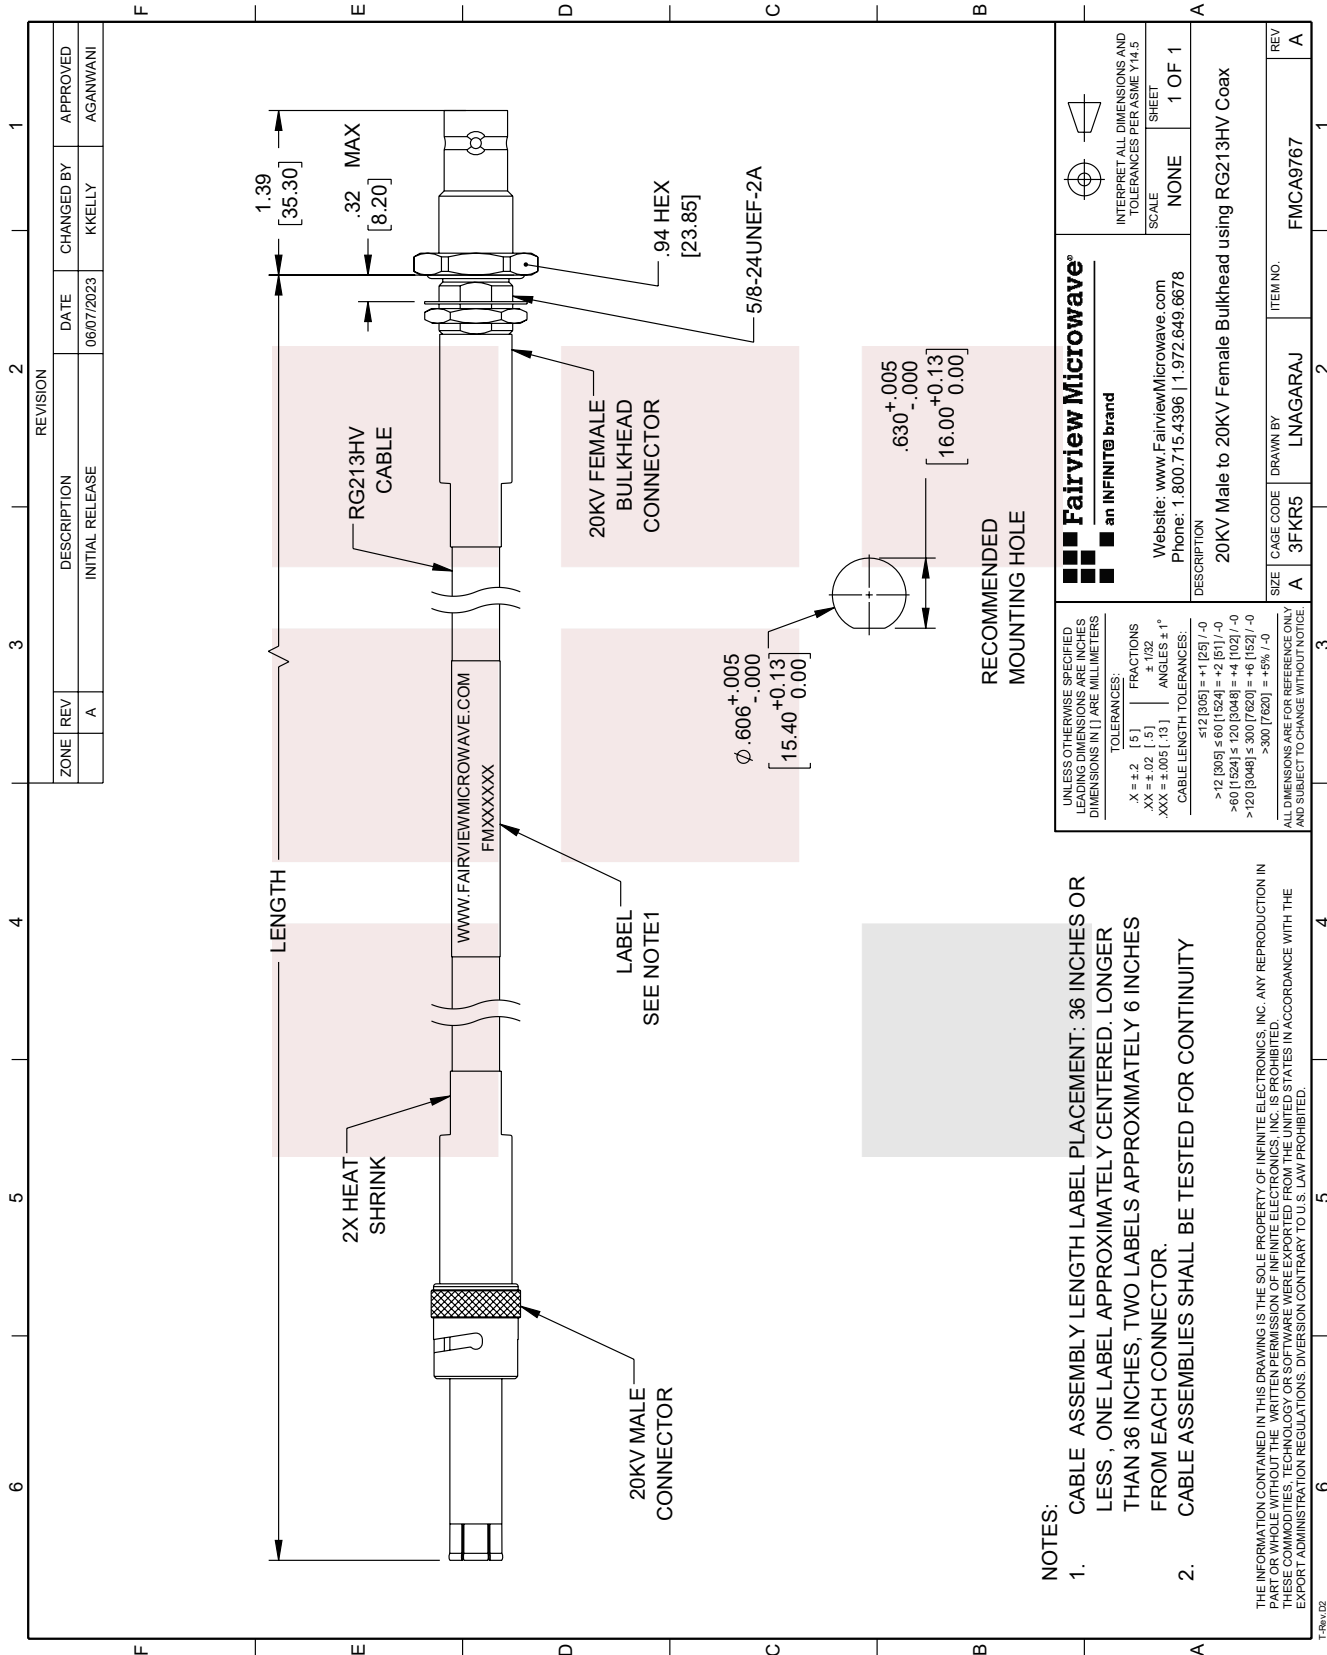 REVISION
ZONE REV DESCRIPTION DATE CHANGED BY APPROVED
A INITIAL RELEASE 06/07/2023 KKELLY AGANWANI
6 5 4 3 2 1
F
E
D
C
B
A
LENGTH
1.39
[35.30]
.32 MAX
[8.20]
2X HEAT
SHRINK
RG213HV
CABLE
WWW.FAIRVIEWMICROWAVE.COM
FMXXXXXX
.94 HEX
[23.85]
5/8-24UNEF-2A
20KV MALE
CONNECTOR
LABEL
SEE NOTE1
20KV FEMALE
BULKHEAD
CONNECTOR
Ø .606 +.005
-.000
[15.40 +0.13
0.00]
.630 +.005
-.000
[16.00 +0.13
0.00]
RECOMMENDED
MOUNTING HOLE
NOTES:
1. CABLE ASSEMBLY LENGTH LABEL PLACEMENT: 36 INCHES OR
LESS , ONE LABEL APPROXIMATELY CENTERED. LONGER
THAN 36 INCHES, TWO LABELS APPROXIMATELY 6 INCHES
FROM EACH CONNECTOR.
2. CABLE ASSEMBLIES SHALL BE TESTED FOR CONTINUITY
THE INFORMATION CONTAINED IN THIS DRAWING IS THE SOLE PROPERTY OF INFINITE ELECTRONICS, INC. ANY REPRODUCTION IN
PART OR WHOLE WITHOUT THE WRITTEN PERMISSION OF INFINITE ELECTRONICS, INC. IS PROHIBITED.
THESE COMMODITIES, TECHNOLOGY OR SOFTWARE WERE EXPORTED FROM THE UNITED STATES IN ACCORDANCE WITH THE
EXPORT ADMINISTRATION REGULATIONS. DIVERSION CONTRARY TO U.S. LAW PROHIBITED.
UNLESS OTHERWISE SPECIFIED
LEADING DIMENSIONS ARE INCHES
DIMENSIONS IN [ ] ARE MILLIMETERS
TOLERANCES:
.X = ±.2 [5] FRACTIONS
.XX = ±.02 [.5] ± 1/32
.XXX = ±.005 [.13] ANGLES ± 1°
CABLE LENGTH TOLERANCES:
≤12 [305] = +1 [25] / -0
>12 [305] ≤ 60 [1524] = +2 [51] / -0
>60 [1524] ≤ 120 [3048] = +4 [102] / -0
>120 [3048] ≤ 300 [7620] = +6 [152] / -0
>300 [7620] = +5% / -0
ALL DIMENSIONS ARE FOR REFERENCE ONLY
AND SUBJECT TO CHANGE WITHOUT NOTICE.
Fairview Microwave®
an INFINIT® brand
Website: www.FairviewMicrowave.com
Phone: 1.800.715.4396 | 1.972.649.6678
INTERPRET ALL DIMENSIONS AND
TOLERANCES PER ASME Y14.5
SCALE
NONE
SHEET
1 OF 1
DESCRIPTION
20KV Male to 20KV Female Bulkhead using RG213HV Coax
SIZE
A
CAGE CODE
3FKR5
DRAWN BY
LNAGARAJ
ITEM NO.
FMCA9767
REV
A
F
E
D
C
B
A
6 5 4 3 2 1
T-Rev.D2